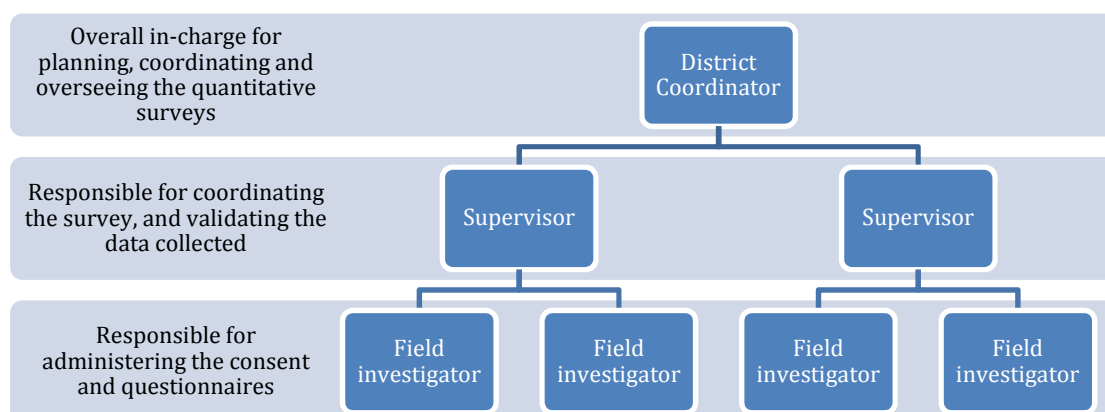 Overall in-charge for
planning, coordinating and
overseeing the quantitative
surveys
District
Coordinator
Responsible for coordinating
the survey, and validating the
data collected
Supervisor
Supervisor
Responsible for
administering the consent
and questionnaires
Field
investigator
Field
investigator
Field
investigator
Field
investigator